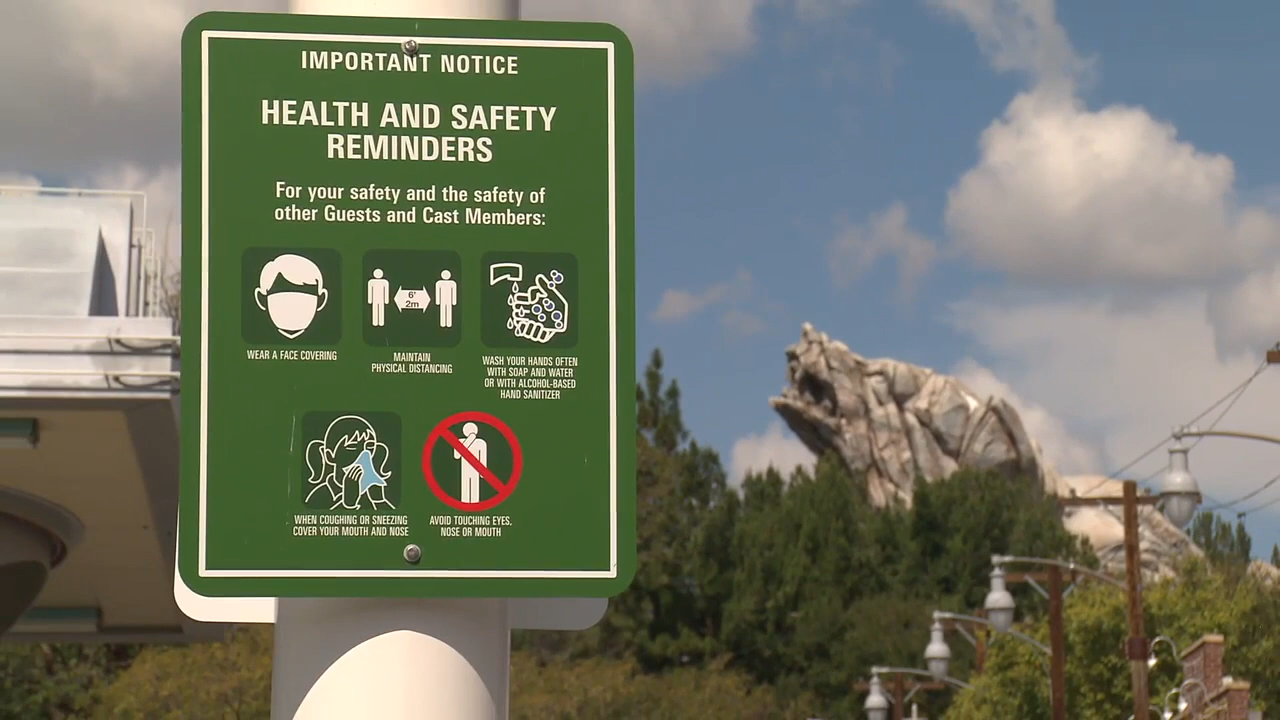 IMPORTANT NOTICE
HEALTH AND SAFETY
REMINDERS
For your safety and the safety of
other Guests and Cast Members:
6'
2m
WEAR A FACE COVERING
MAINTAIN
PHYSICAL DISTANCING
WASH YOUR HANDS OFTEN
WITH SOAP AND WATER
OR WITH ALCOHOL-BASED
HAND SANITIZER
WHEN COUGHING OR SNEEZING
COVER YOUR MOUTH AND NOSE
AVOID TOUCHING EYES,
NOSE OR MOUTH